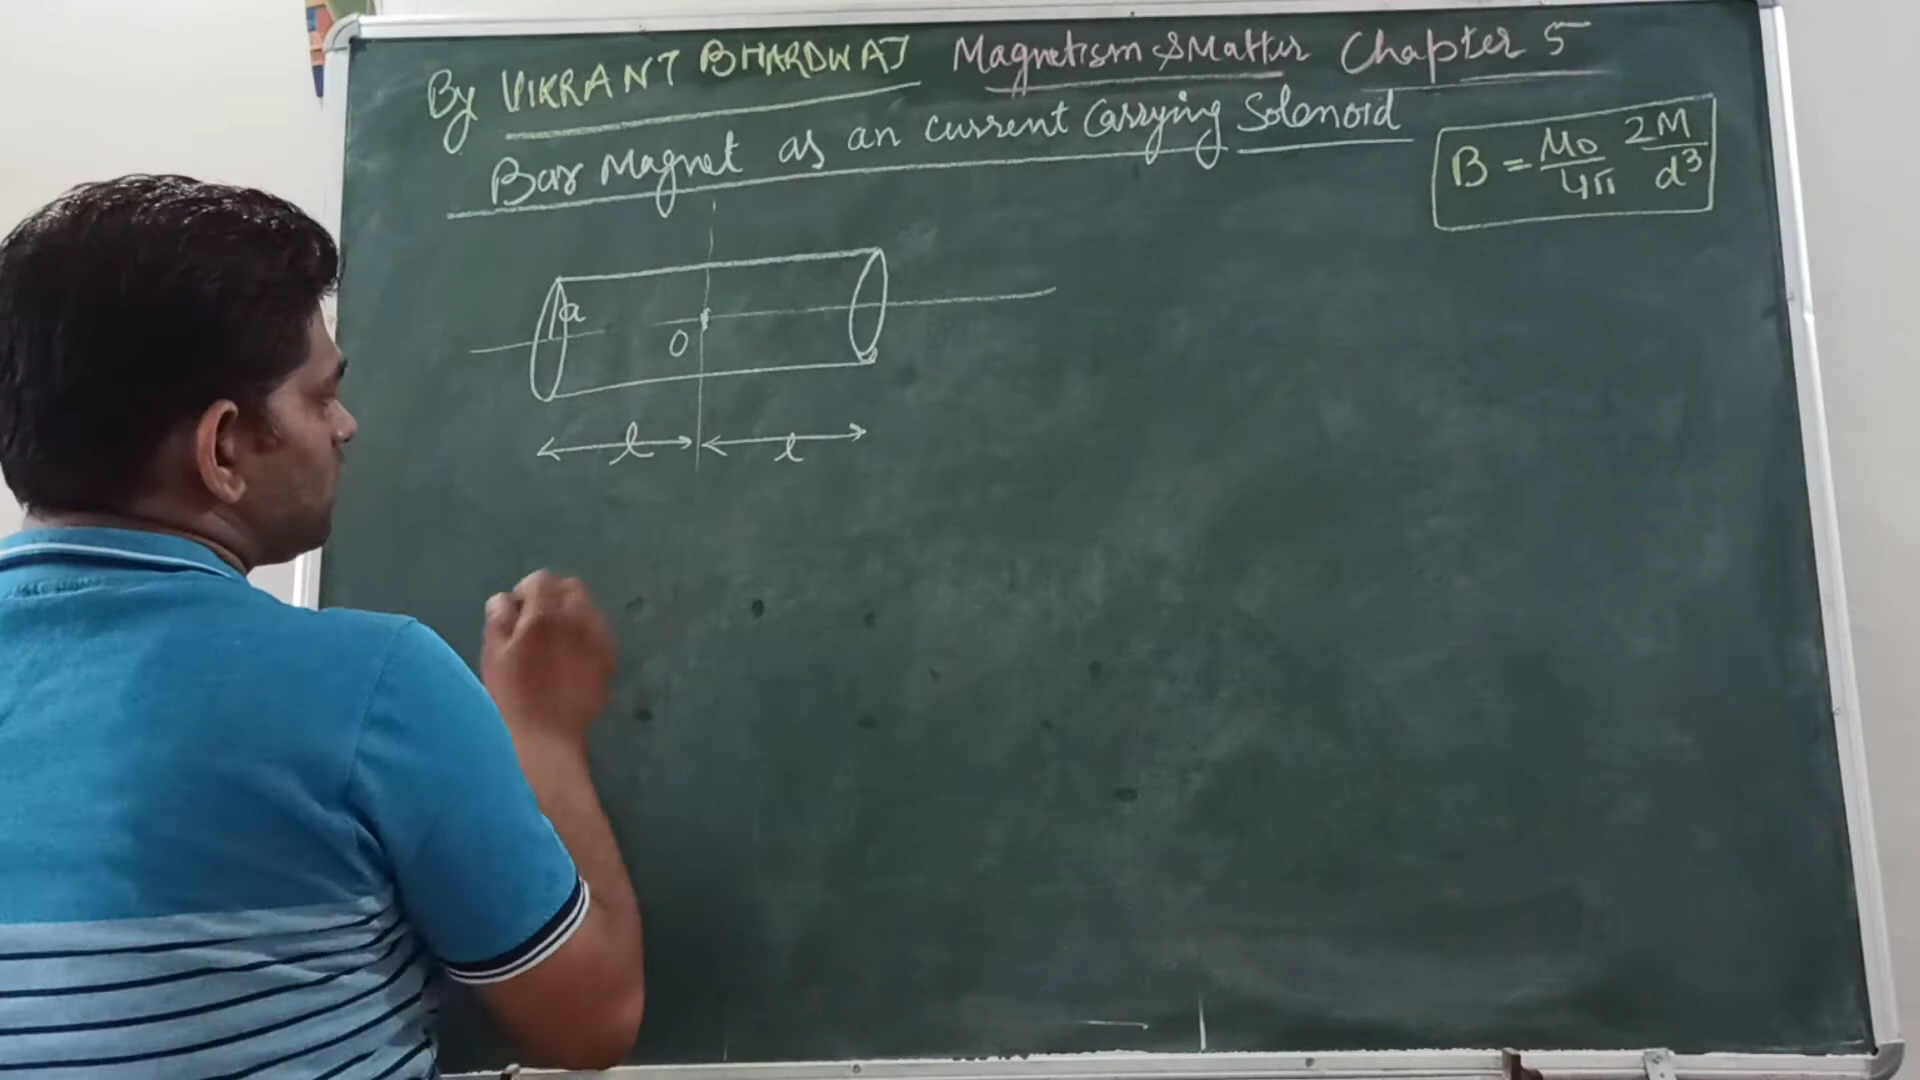 By VIKRANT BHARDWAJ Magnetism & Matter Chapter 5
Bar Magnet as an current Carrying Solenoid
B = μ0/4π 2M/d³
a
O
l l